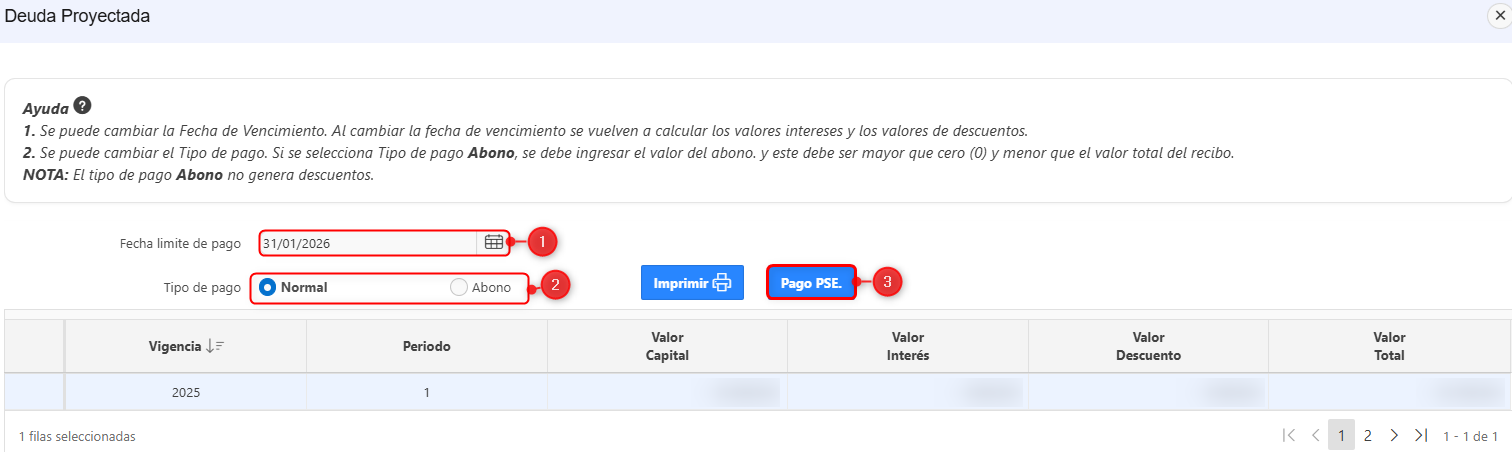 Deuda Proyectada
Ayuda ?
1. Se puede cambiar la Fecha de Vencimiento. Al cambiar la fecha de vencimiento se vuelven a calcular los valores intereses y los valores de descuentos.
2. Se puede cambiar el Tipo de pago. Si se selecciona Tipo de pago Abono, se debe ingresar el valor del abono. y este debe ser mayor que cero (0) y menor que el valor total del recibo.
NOTA: El tipo de pago Abono no genera descuentos.
Fecha limite de pago 31/01/2026 1
Tipo de pago Normal Abono 2 Imprimir Pago PSE. 3
Vigencia Periodo Valor Capital Valor Interés Valor Descuento Valor Total
2025 1
1 filas seleccionadas 1 2 1 - 1 de 1